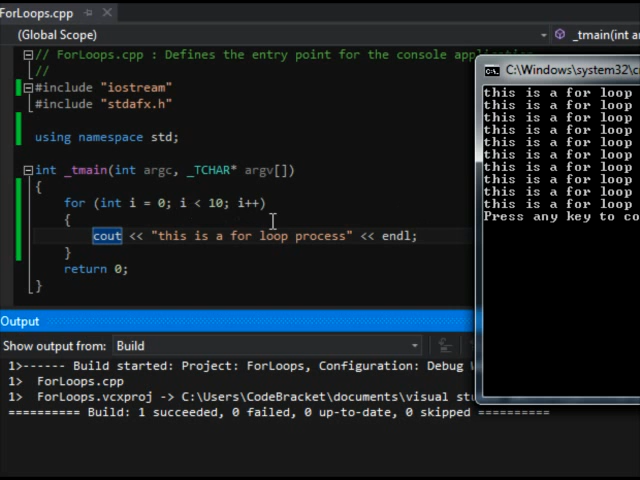 ForLoops.cpp
(Global Scope)
_tmain(int ar
// ForLoops.cpp : Defines the entry point for the console application.
//
#include "iostream"
#include "stdafx.h"
using namespace std;
int _tmain(int argc, _TCHAR* argv[])
{
for (int i = 0; i < 10; i++)
{
cout << "this is a for loop process" << endl;
}
return 0;
}
C:\Windows\system32\c
this is a for loop
this is a for loop
this is a for loop
this is a for loop
this is a for loop
this is a for loop
this is a for loop
this is a for loop
this is a for loop
this is a for loop
Press any key to co
Output
Show output from: Build
1>------ Build started: Project: ForLoops, Configuration: Debug W
1> ForLoops.cpp
1> ForLoops.vcxproj -> C:\Users\CodeBracket\documents\visual stu
========== Build: 1 succeeded, 0 failed, 0 up-to-date, 0 skipped ==========